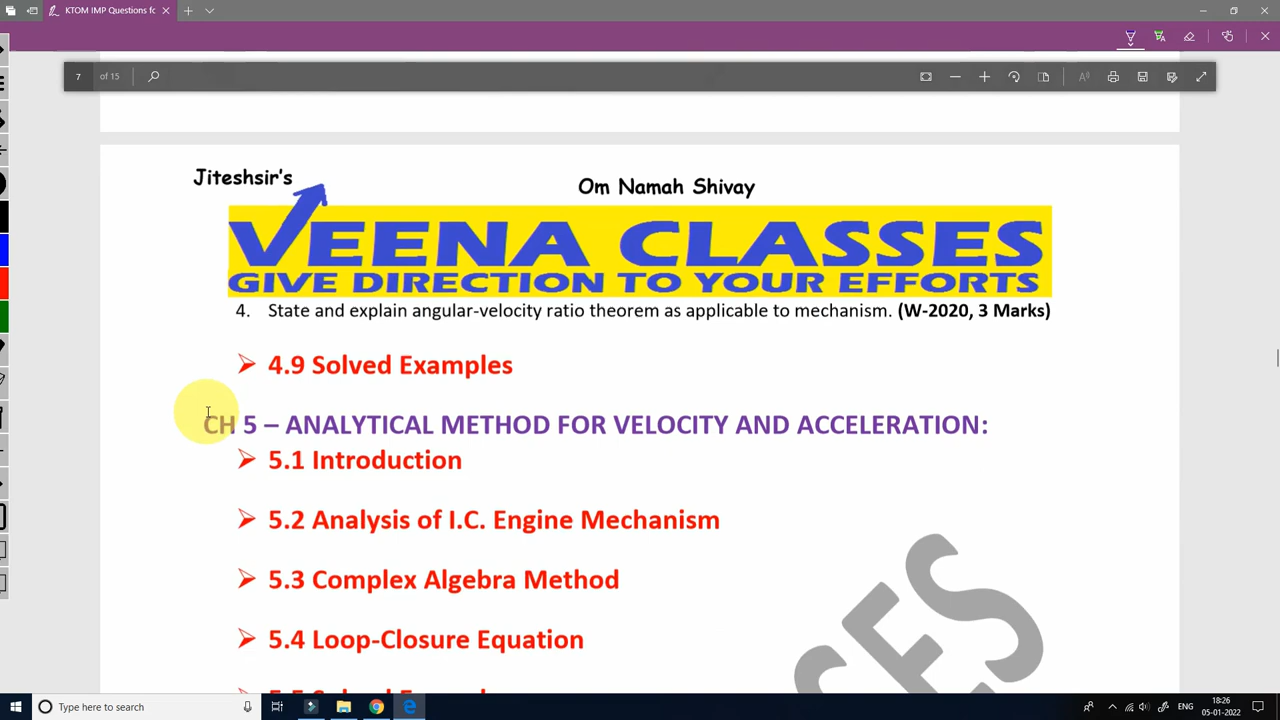 KTOM IMP Questions fo
7 of 15
Jiteshsir's
Om Namah Shivay
VEENA CLASSES
GIVE DIRECTION TO YOUR EFFORTS
4. State and explain angular-velocity ratio theorem as applicable to mechanism. (W-2020, 3 Marks)
4.9 Solved Examples
CH 5 – ANALYTICAL METHOD FOR VELOCITY AND ACCELERATION:
5.1 Introduction
5.2 Analysis of I.C. Engine Mechanism
5.3 Complex Algebra Method
5.4 Loop-Closure Equation
Type here to search
ENG
18:26
05-01-2022